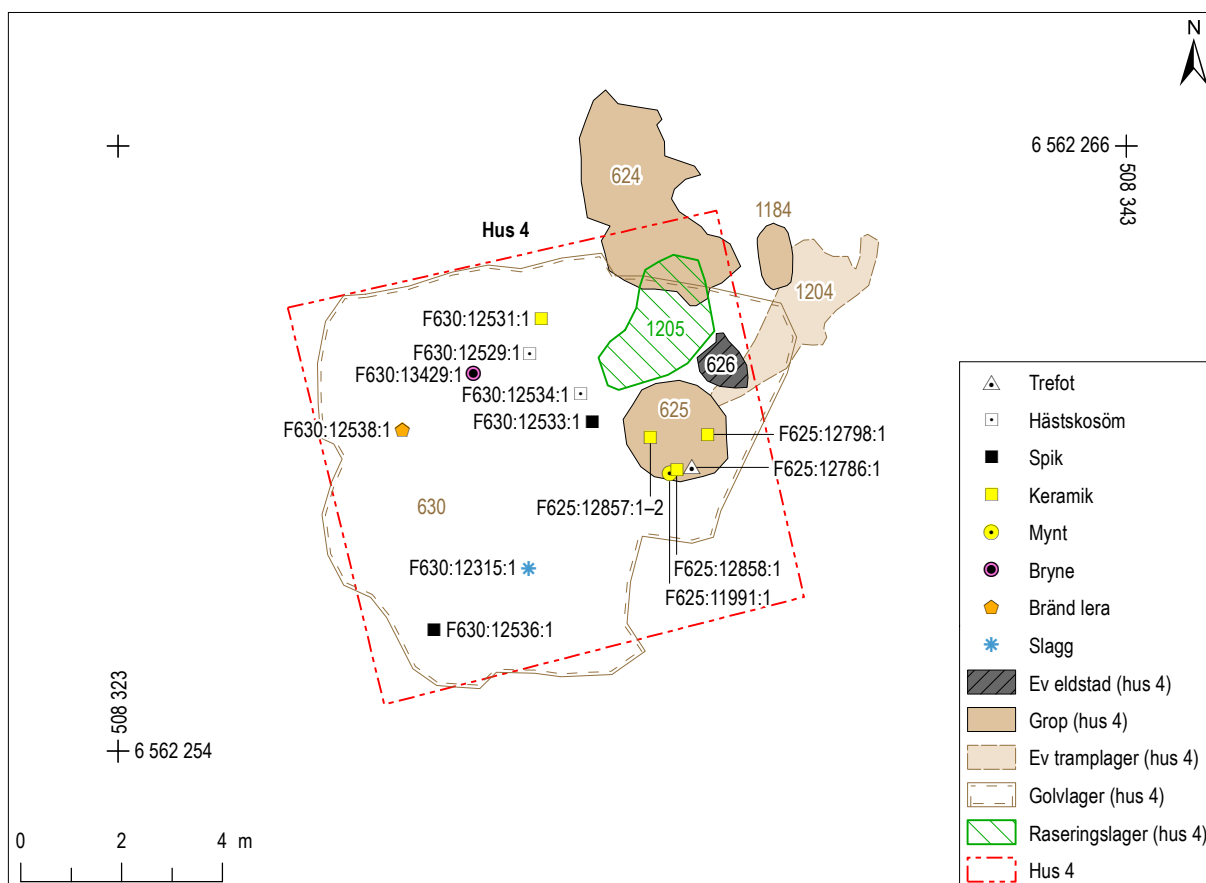 N
6 562 266
508 343
624
1184
Hus 4
1204
F630:12531:1
1205
F630:12529:1
626
F630:13429:1
F630:12534:1
625
F630:12533:1
F630:12538:1
F625:12798:1
F625:12786:1
630
F625:12857:1–2
F630:12315:1
F625:12858:1
F625:11991:1
F630:12536:1
508 323
6 562 254
0 2 4 m
Trefot
Hästskosöm
Spik
Keramik
Mynt
Bryne
Bränd lera
Slagg
Ev eldstad (hus 4)
Grop (hus 4)
Ev tramplager (hus 4)
Golvlager (hus 4)
Raseringslager (hus 4)
Hus 4